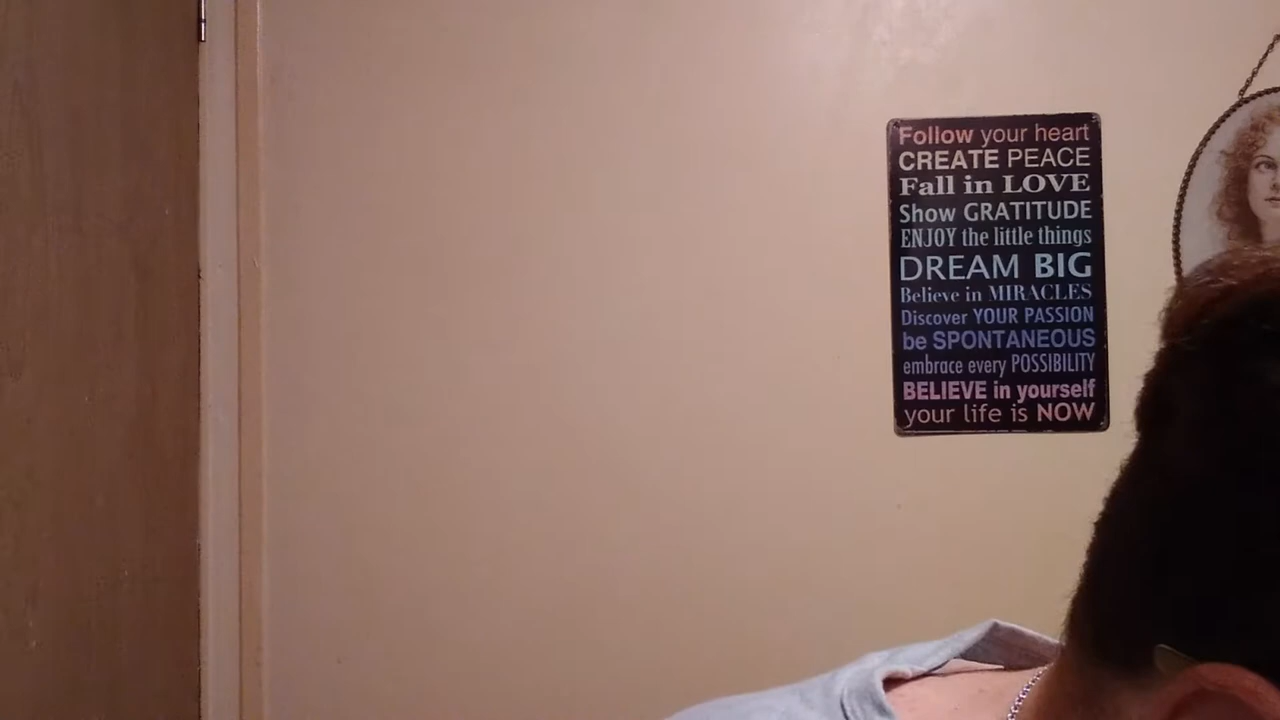 Follow your heart
CREATE PEACE
Fall in LOVE
Show GRATITUDE
ENJOY the little things
DREAM BIG
Believe in MIRACLES
Discover YOUR PASSION
be SPONTANEOUS
embrace every POSSIBILITY
BELIEVE in yourself
your life is NOW